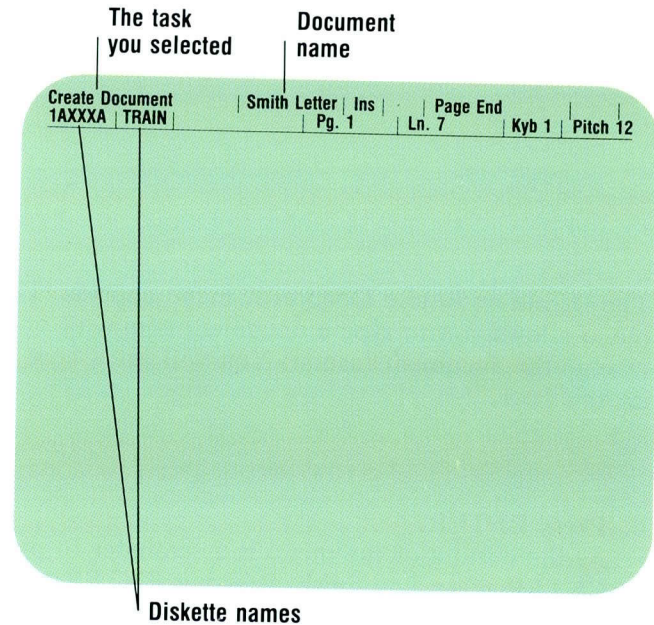 The task
you selected
Document
name
Create Document | Smith Letter | Ins | | Page End | |
1AXXXA | TRAIN | | Pg. 1 | Ln. 7 | Kyb 1 | Pitch 12
Diskette names